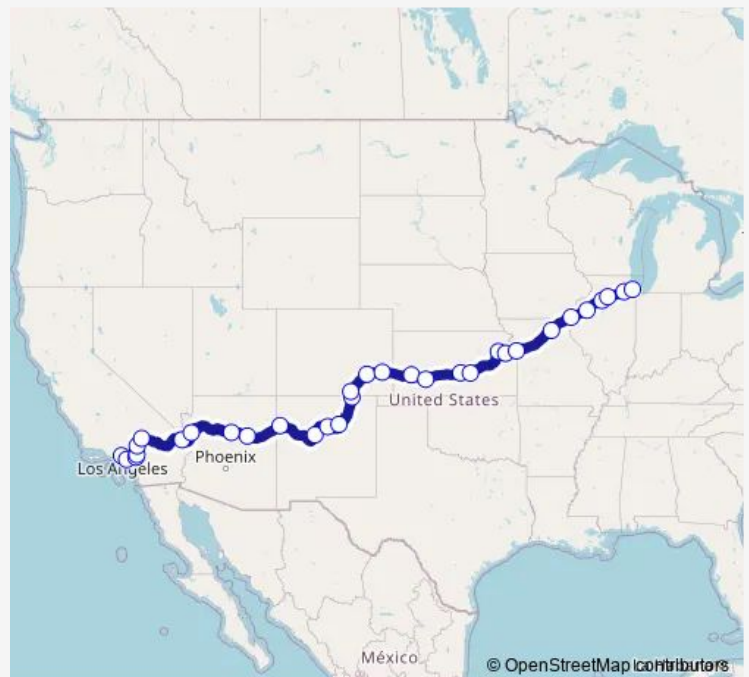 United States
Los Angeles
Phoenix
México
© OpenStreetMap contributors